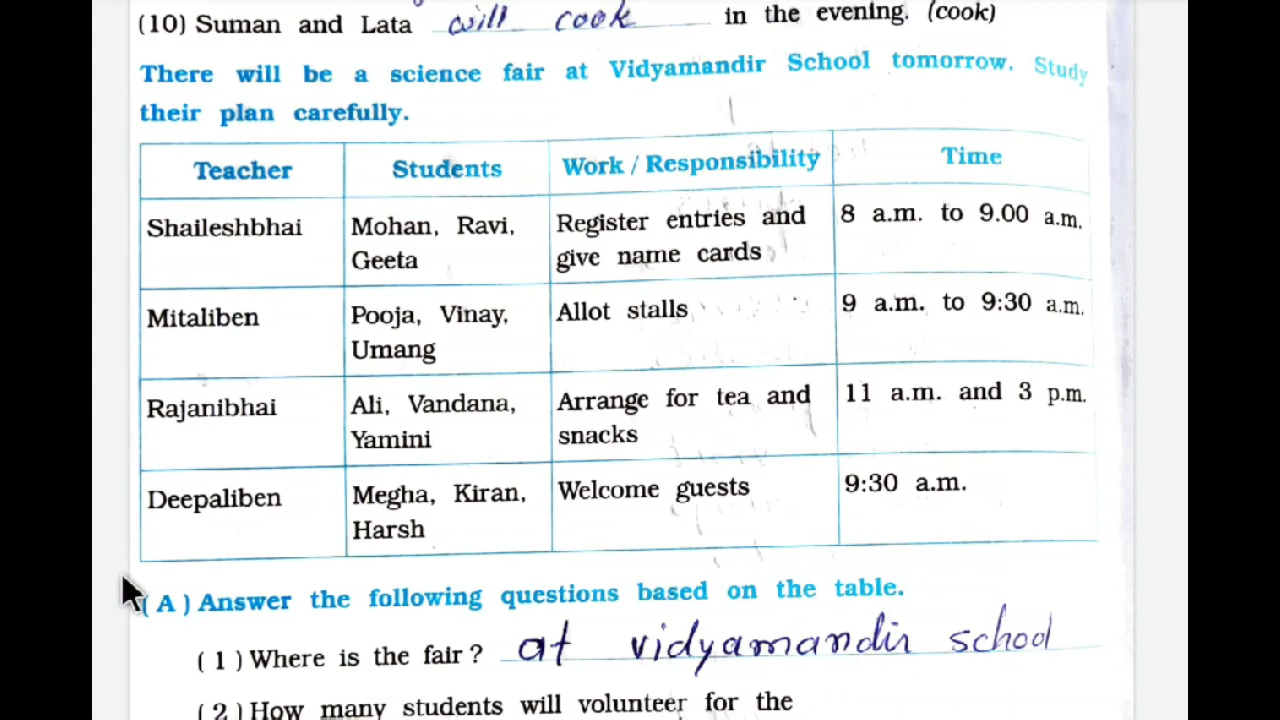 (10) Suman and Lata will cook in the evening. (cook)
There will be a science fair at Vidyamandir School tomorrow. Study
their plan carefully.
Teacher Students Work / Responsibility Time
Shaileshbhai Mohan, Ravi, Register entries and 8 a.m. to 9.00 a.m.
Geeta give name cards
Mitaliben Pooja, Vinay, Allot stalls 9 a.m. to 9:30 a.m.
Umang
Rajanibhai Ali, Vandana, Arrange for tea and 11 a.m. and 3 p.m.
Yamini snacks
Deepaliben Megha, Kiran, Welcome guests 9:30 a.m.
Harsh
(A) Answer the following questions based on the table.
(1) Where is the fair? at vidyamandir school
(2) How many students will volunteer for the